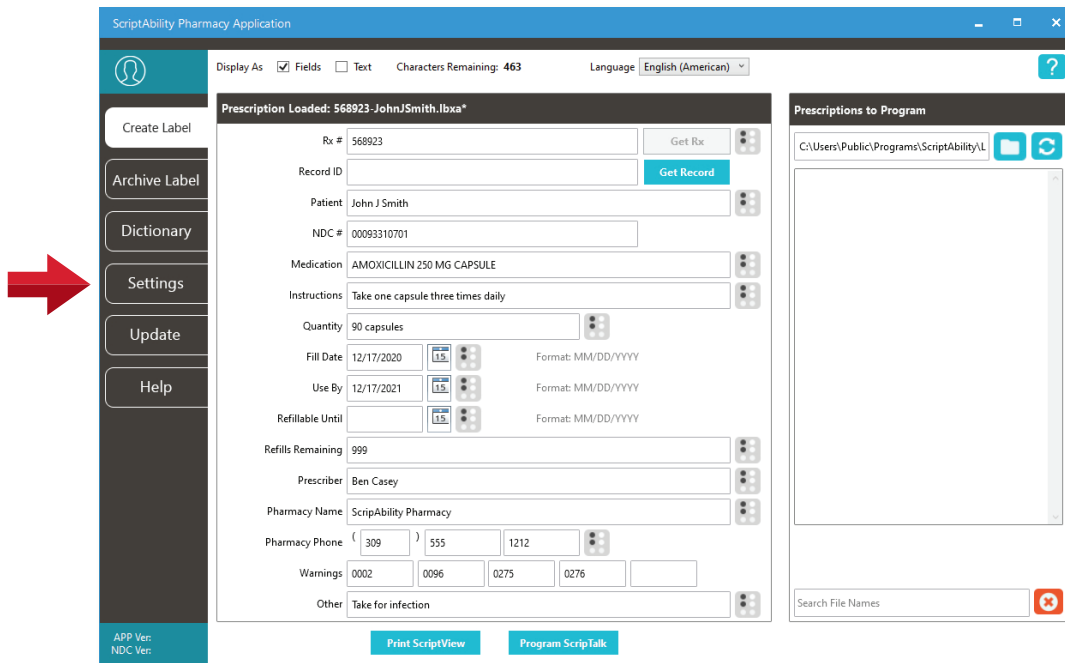 ScriptAbility Pharmacy Application
Display As Fields Text Characters Remaining: 463 Language English (American)
?
Create Label
Archive Label
Dictionary
Settings
Update
Help
APP Ver:
NDC Ver:
Prescription Loaded: 568923-JohnJSmith.lbxa*
Rx # 568923 Get Rx
Record ID Get Record
Patient John J Smith
NDC # 00093310701
Medication AMOXICILLIN 250 MG CAPSULE
Instructions Take one capsule three times daily
Quantity 90 capsules
Fill Date 12/17/2020 15 Format: MM/DD/YYYY
Use By 12/17/2021 15 Format: MM/DD/YYYY
Refillable Until 15 Format: MM/DD/YYYY
Refills Remaining 999
Prescriber Ben Casey
Pharmacy Name ScripAbility Pharmacy
Pharmacy Phone ( 309 ) 555 1212
Warnings 0002 0096 0275 0276
Other Take for infection
Print ScriptView Program ScripTalk
Prescriptions to Program
C:\Users\Public\Programs\ScriptAbility\L
Search File Names